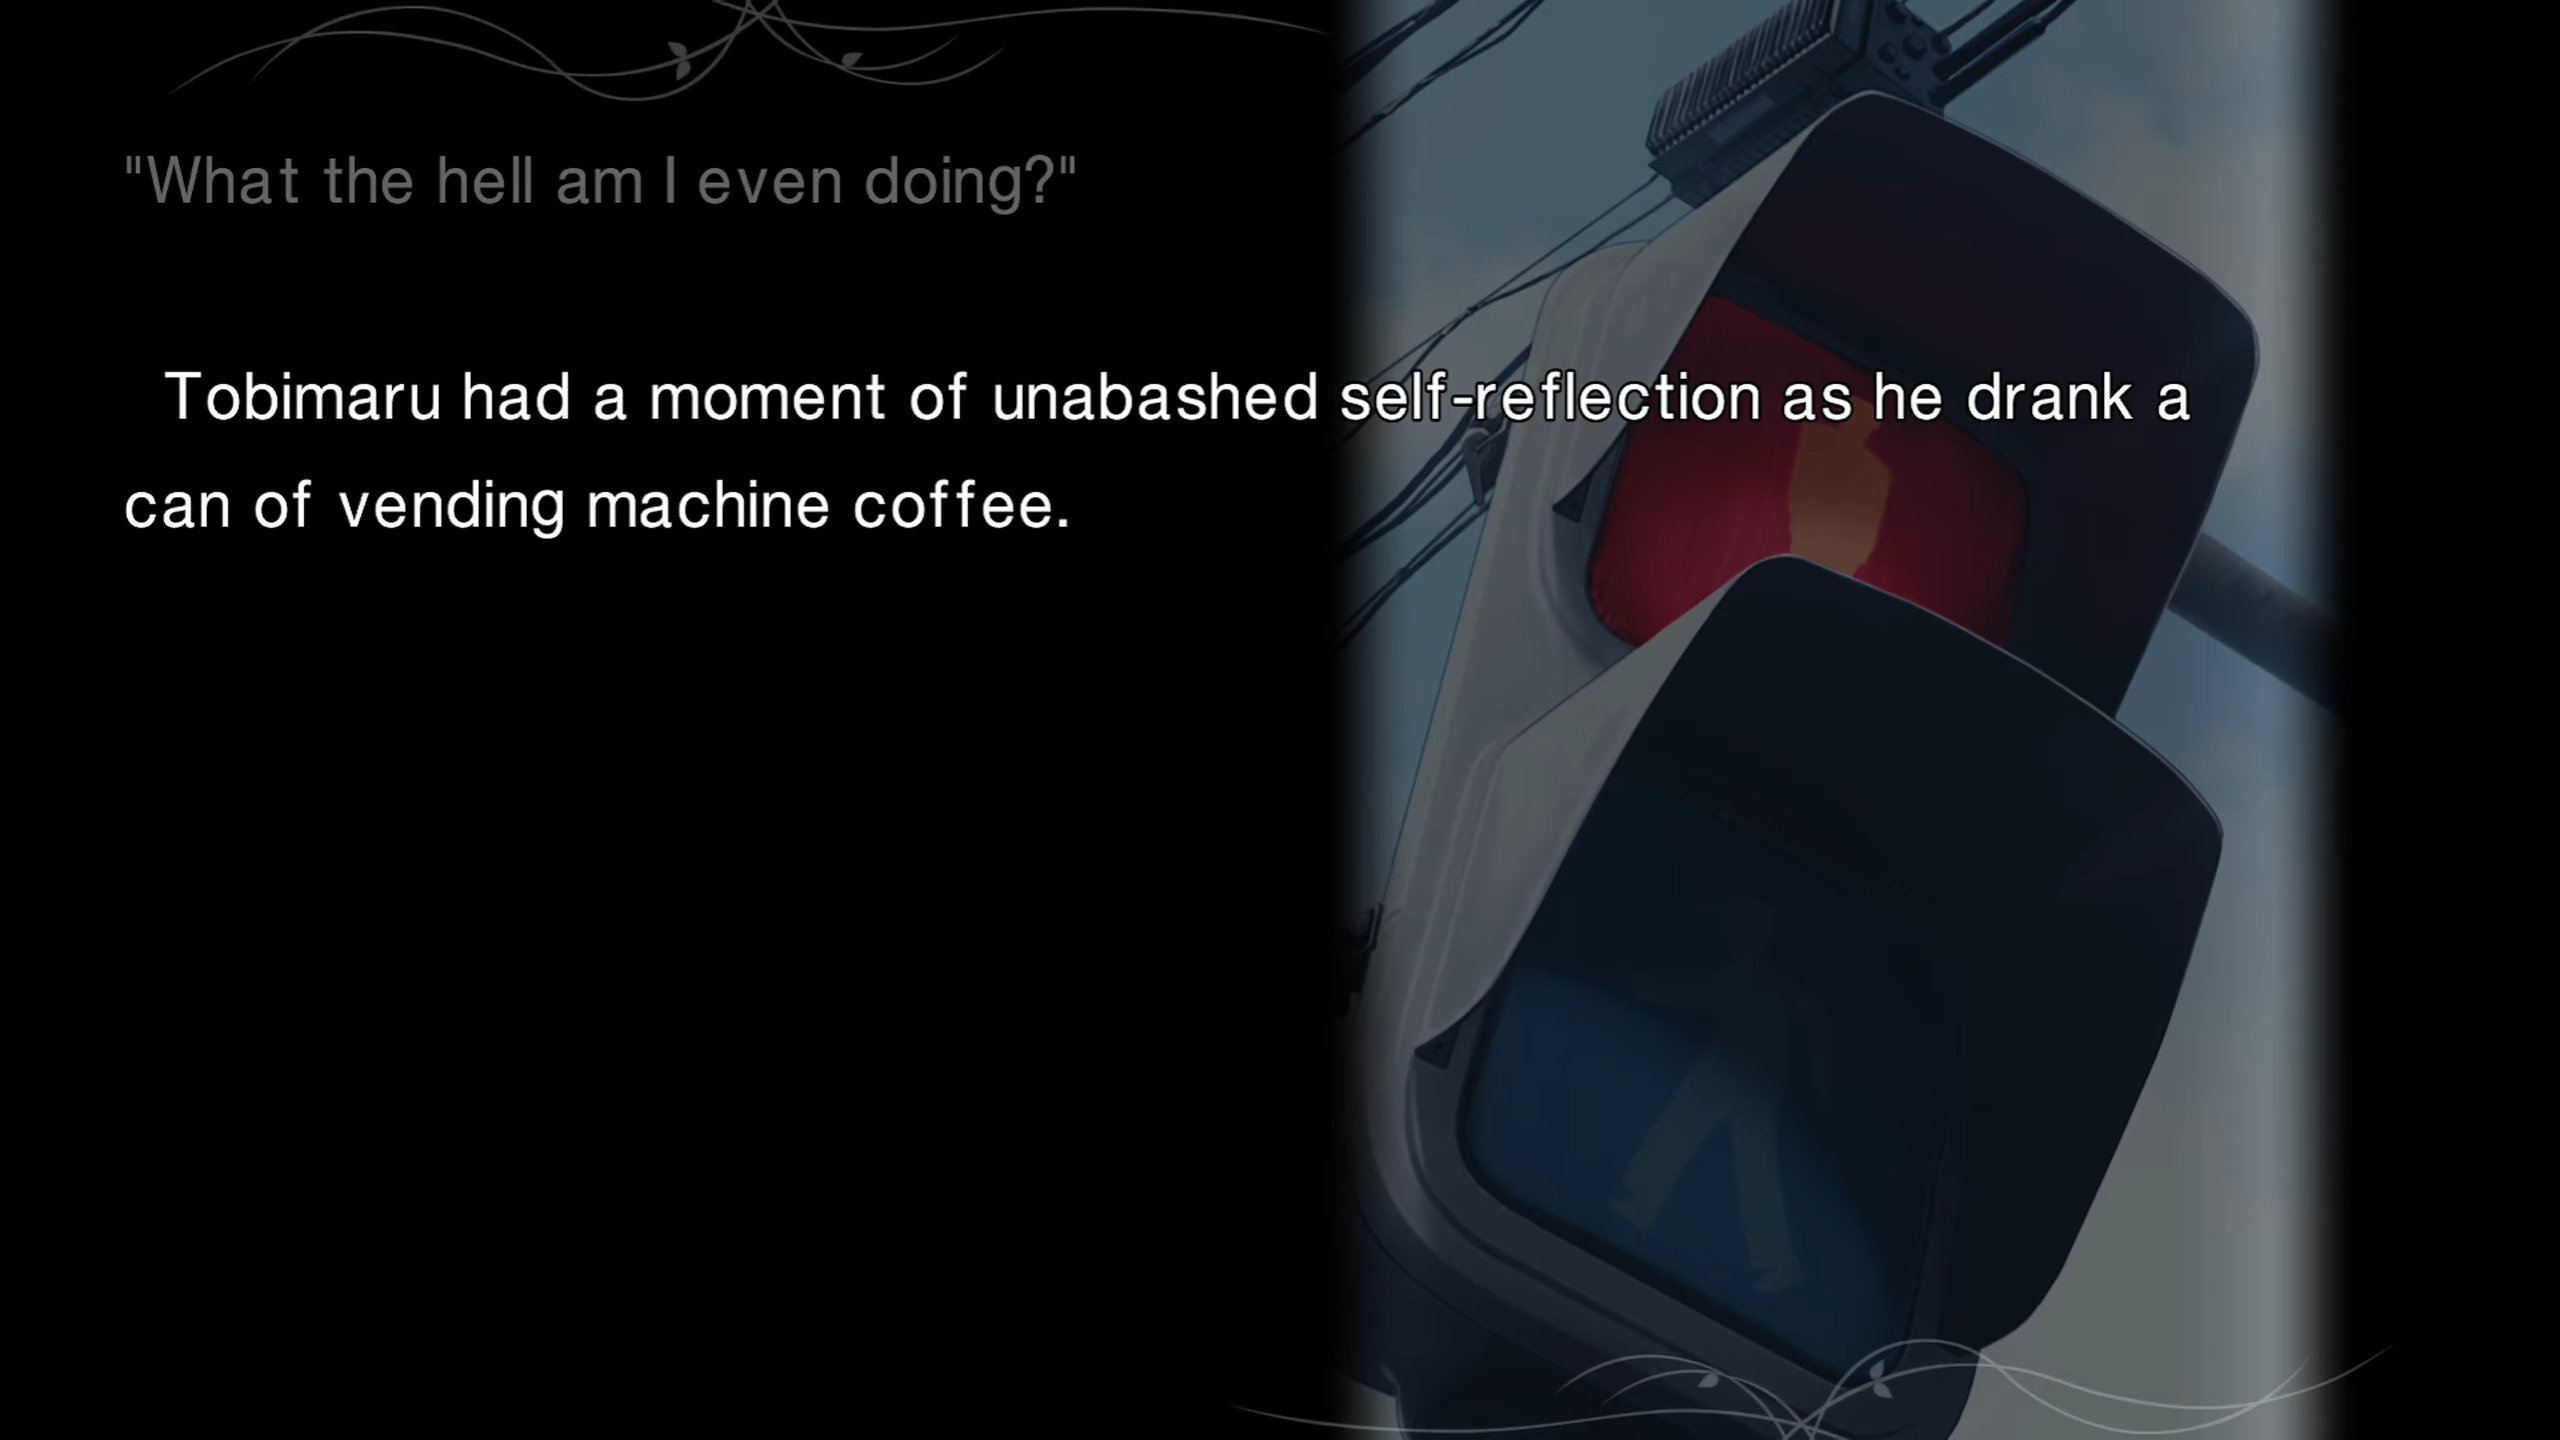 "What the hell am I even doing?"
Tobimaru had a moment of unabashed self-reflection as he drank a
can of vending machine coffee.